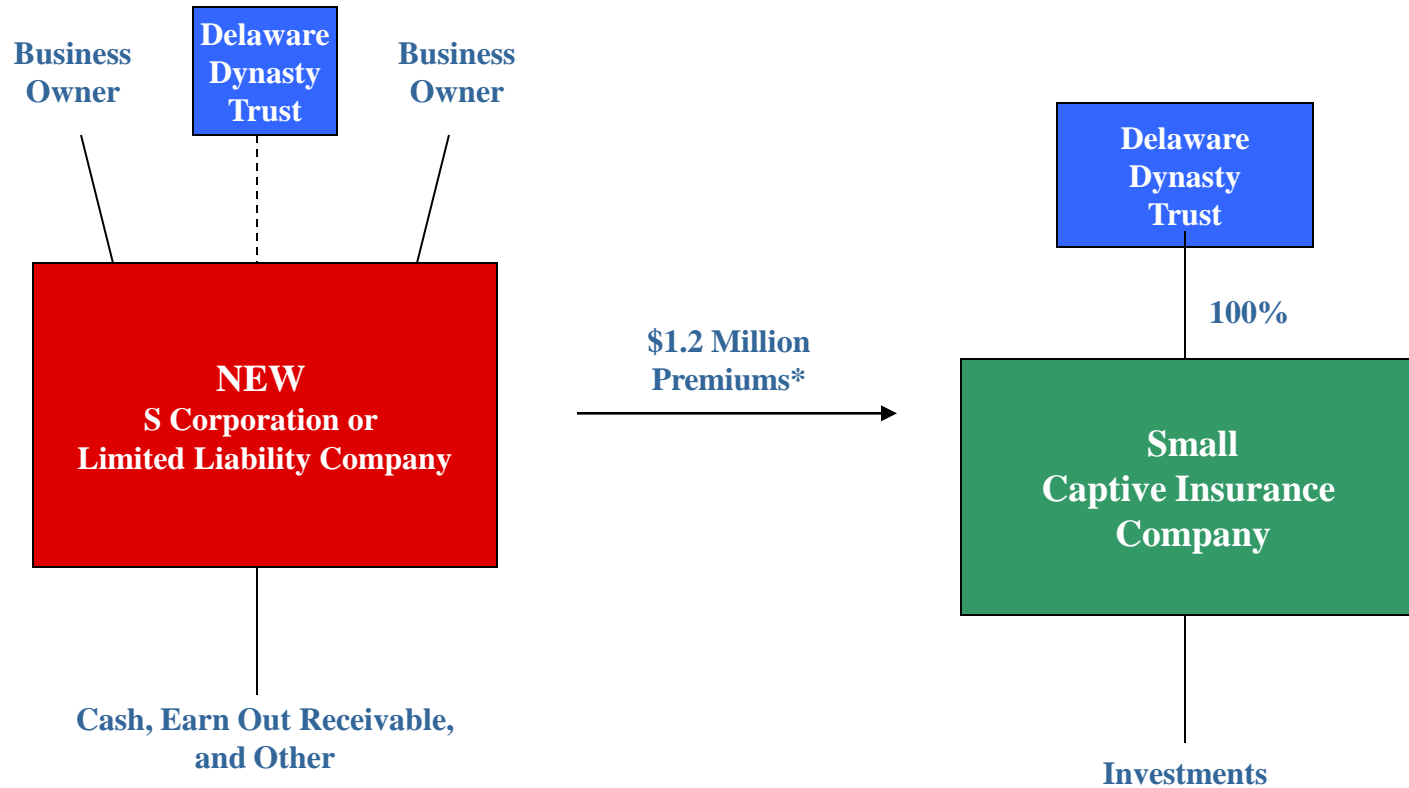 Business
Owner
Delaware
Dynasty
Trust
Business
Owner
NEW
S Corporation or
Limited Liability Company
Cash, Earn Out Receivable,
and Other
$1.2 Million
Premiums*
Delaware
Dynasty
Trust
100%
Small
Captive Insurance
Company
Investments